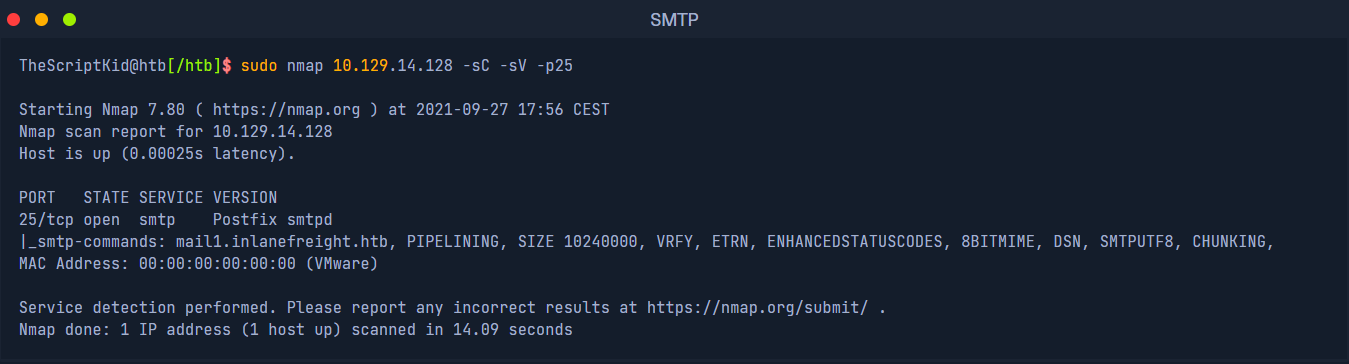 SMTP
TheScriptKid@htb[/htb]$ sudo nmap 10.129.14.128 -sC -sV -p25
Starting Nmap 7.80 ( https://nmap.org ) at 2021-09-27 17:56 CEST
Nmap scan report for 10.129.14.128
Host is up (0.00025s latency).
PORT   STATE SERVICE VERSION
25/tcp open  smtp    Postfix smtpd
|_smtp-commands: mail1.inlanefreight.htb, PIPELINING, SIZE 10240000, VRFY, ETRN, ENHANCEDSTATUSCODES, 8BITMIME, DSN, SMTPUTF8, CHUNKING,
MAC Address: 00:00:00:00:00:00 (VMware)
Service detection performed. Please report any incorrect results at https://nmap.org/submit/ .
Nmap done: 1 IP address (1 host up) scanned in 14.09 seconds